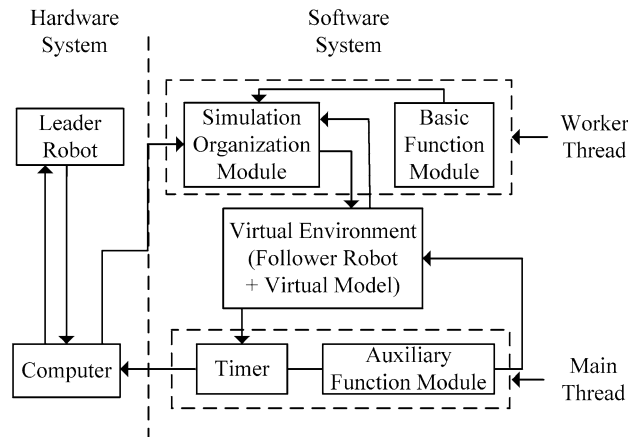 Hardware
System
Software
System
Leader
Robot
Simulation
Organization
Module
Basic
Function
Module
Worker
Thread
Virtual Environment
(Follower Robot
+ Virtual Model)
Computer
Timer
Auxiliary
Function Module
Main
Thread